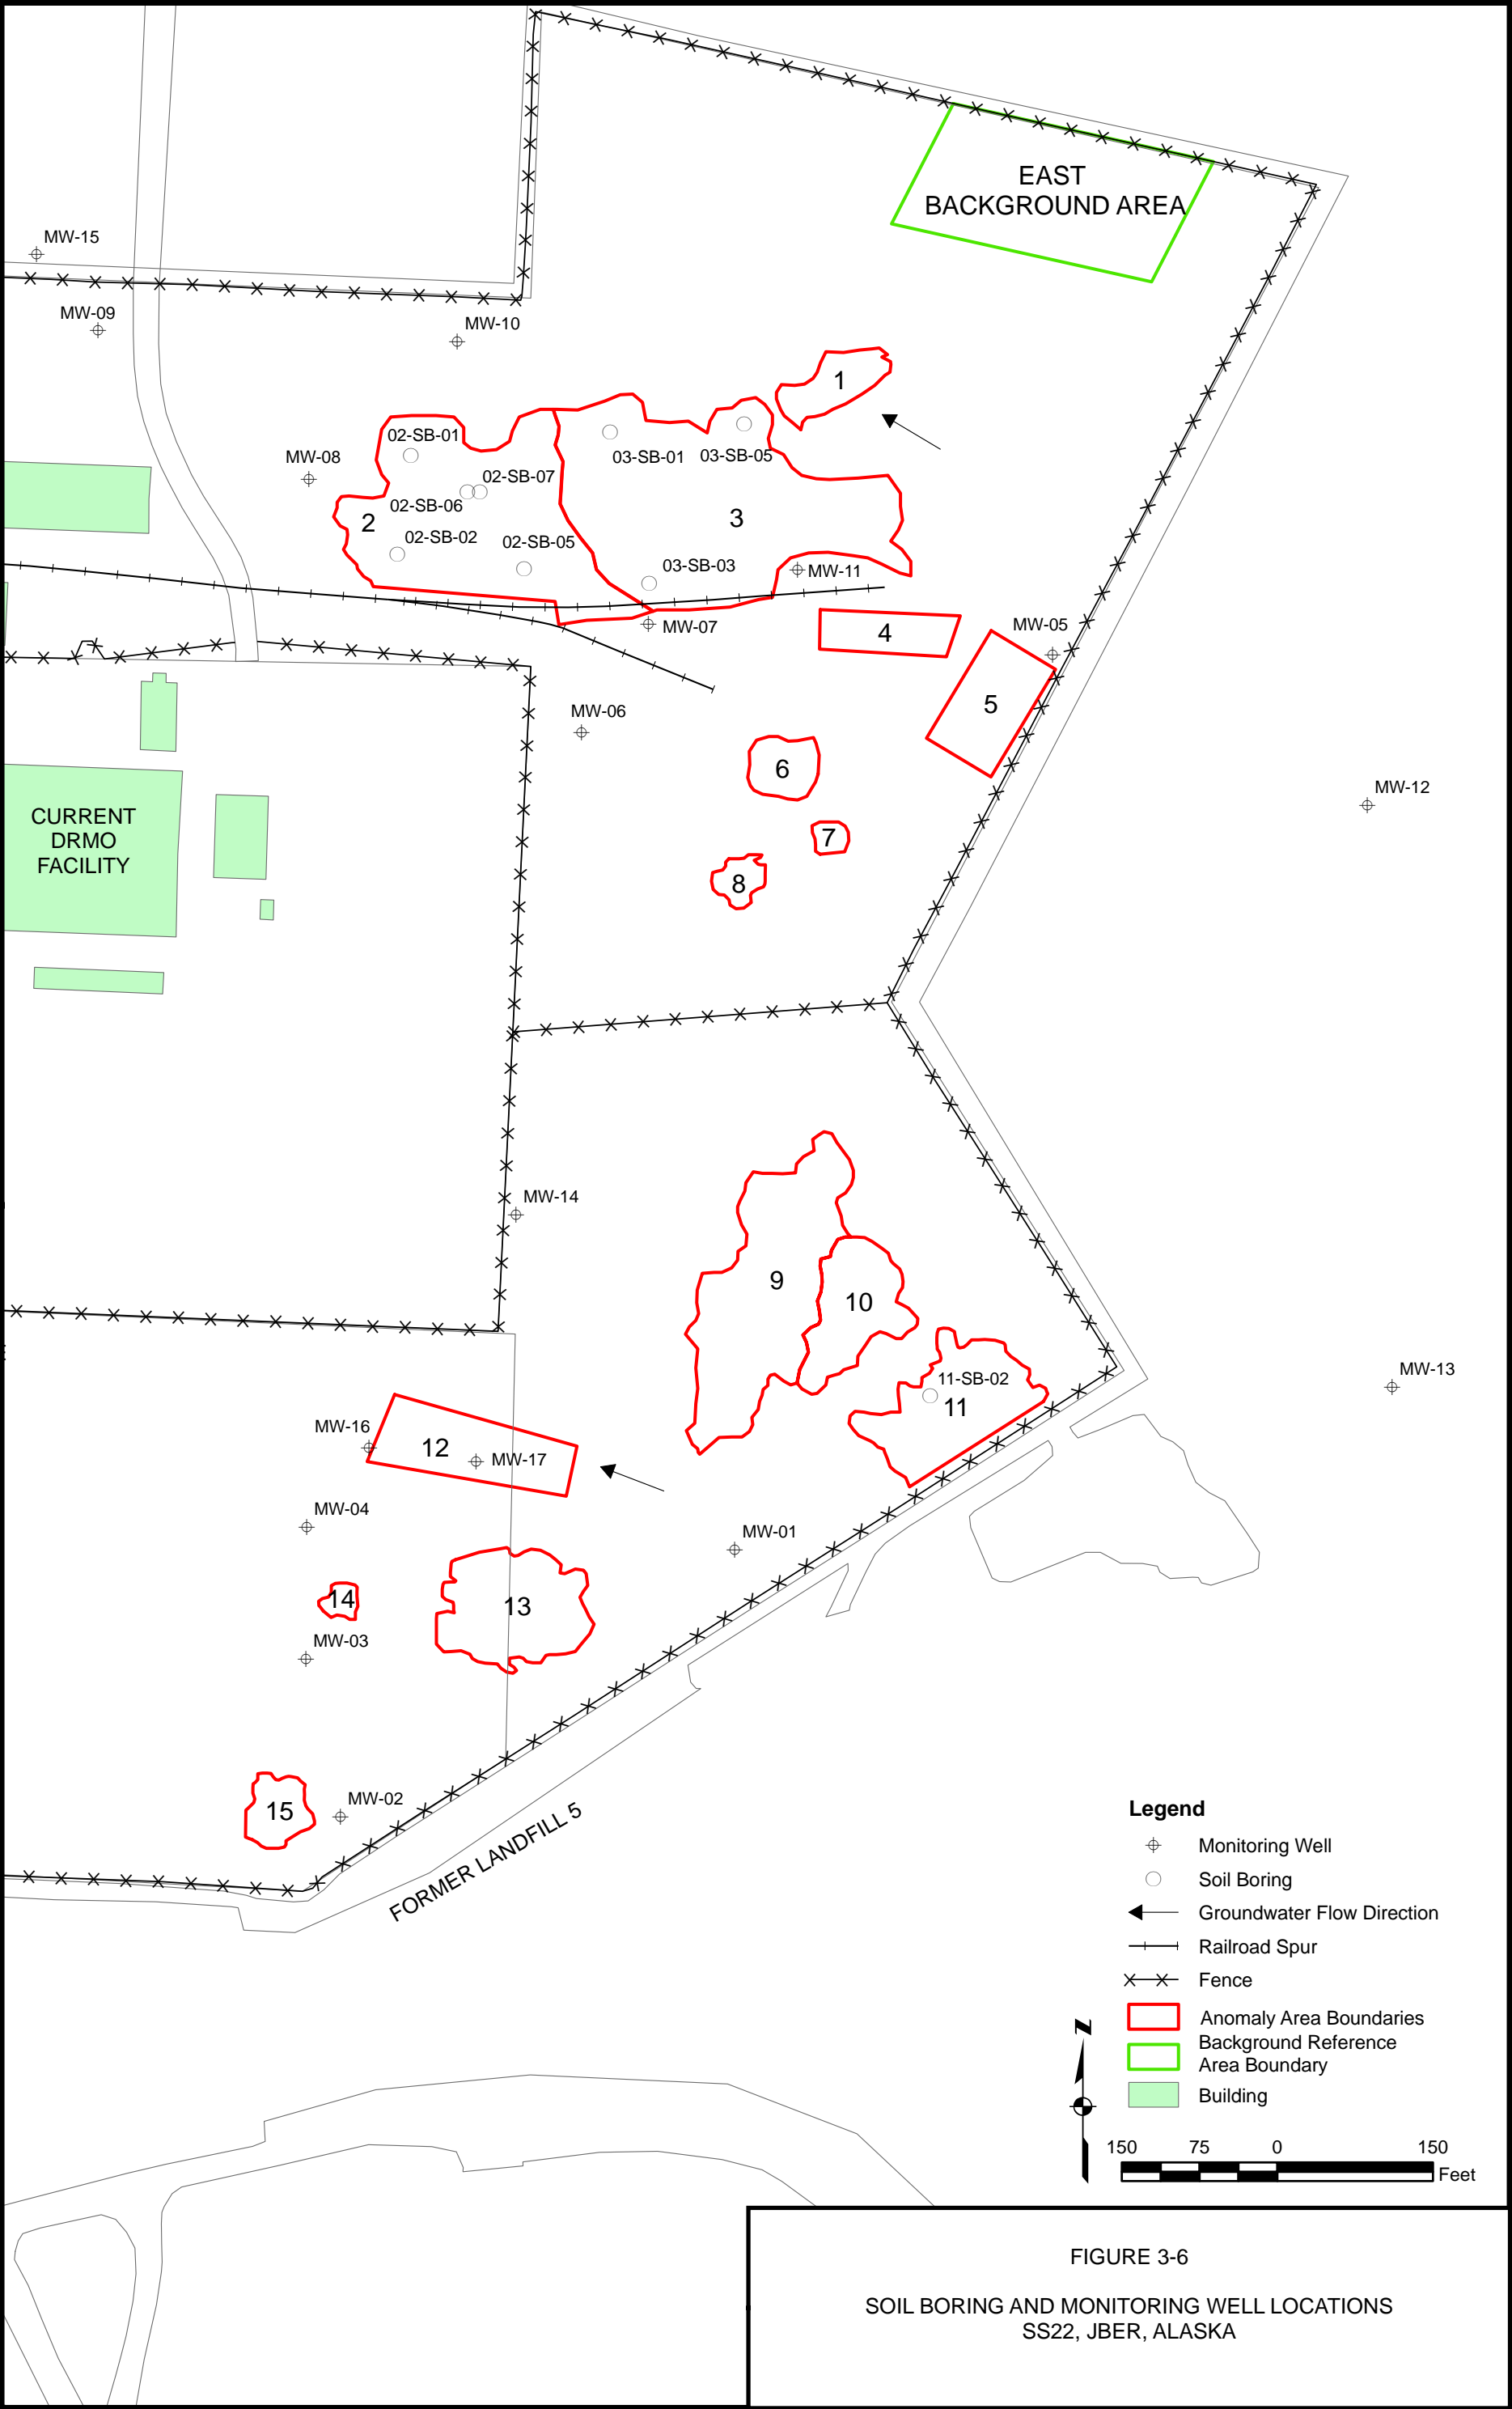 EAST
BACKGROUND AREA
MW-15
MW-09
MW-10
1
02-SB-01
MW-08
02-SB-07
03-SB-01
03-SB-05
02-SB-06
2
3
02-SB-02
02-SB-05
03-SB-03
MW-11
MW-07
4
MW-05
5
MW-06
6
MW-12
CURRENT
DRMO
FACILITY
7
8
MW-14
9
10
11-SB-02
11
MW-13
MW-16
12
MW-17
MW-04
MW-01
14
13
MW-03
15
MW-02
FORMER LANDFILL 5
Legend
Monitoring Well
Soil Boring
Groundwater Flow Direction
Railroad Spur
Fence
Anomaly Area Boundaries
Background Reference
Area Boundary
Building
N
150 75 0 150
Feet
FIGURE 3-6
SOIL BORING AND MONITORING WELL LOCATIONS
SS22, JBER, ALASKA